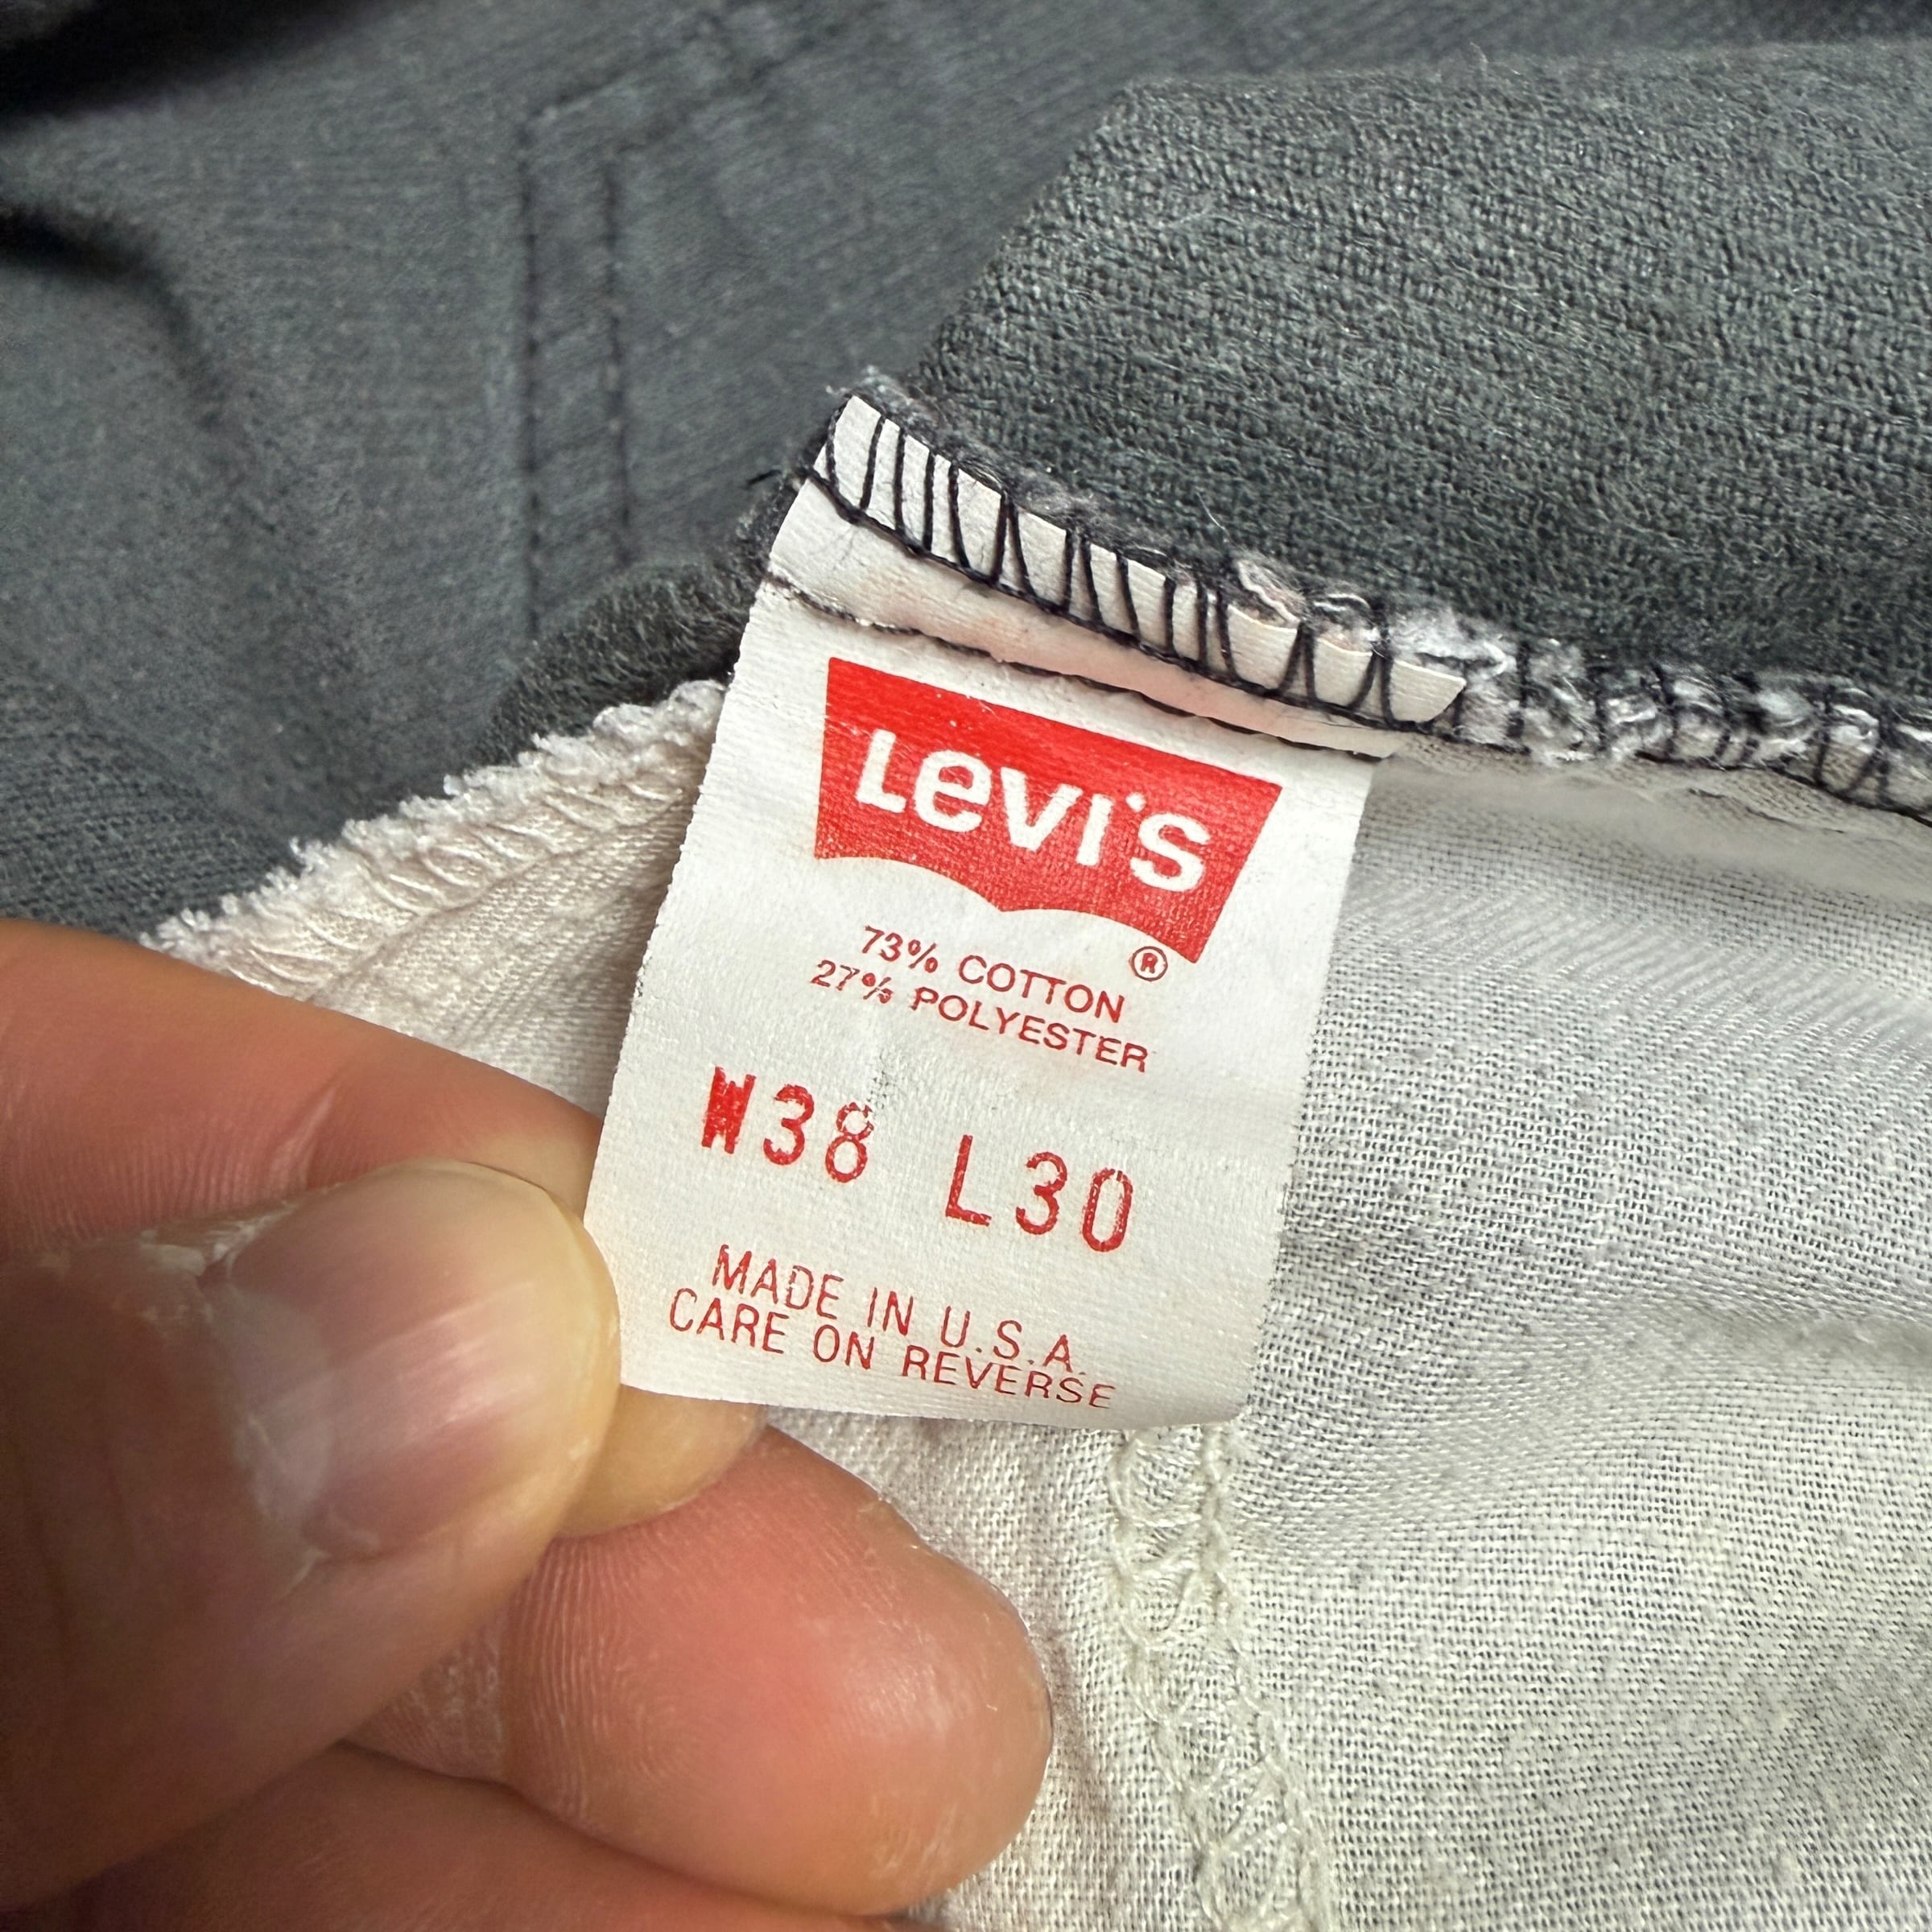 Levi's
®
73% COTTON
27% POLYESTER
W38 L30
MADE IN U.S.A.
CARE ON REVERSE